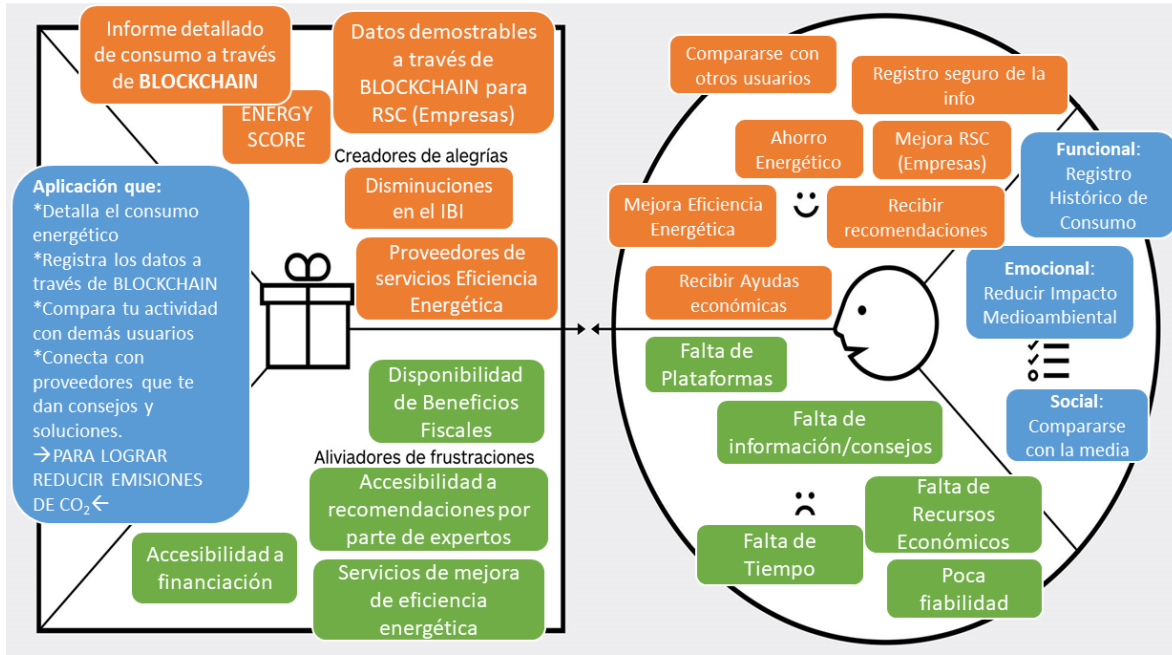 Informe detallado
de consumo a través
de BLOCKCHAIN
Datos demostrables
a través de
BLOCKCHAIN para
RSC (Empresas)
ENERGY
SCORE
Creadores de alegrías
Disminuciones
en el IBI
Proveedores de
servicios Eficiencia
Energética
Aplicación que:
*Detalla el consumo
energético
*Registra los datos a
través de BLOCKCHAIN
*Compara tu actividad
con demás usuarios
*Conecta con
proveedores que te
dan consejos y
soluciones.
→PARA LOGRAR
REDUCIR EMISIONES
DE CO₂←
Disponibilidad
de Beneficios
Fiscales
Aliviadores de frustraciones
Accesibilidad a
recomendaciones por
parte de expertos
Accesibilidad a
financiación
Servicios de mejora
de eficiencia
energética
Compararse con
otros usuarios
Registro seguro de la
info
Ahorro
Energético
Mejora RSC
(Empresas)
Mejora Eficiencia
Energética
Recibir
recomendaciones
Recibir Ayudas
económicas
Funcional:
Registro
Histórico de
Consumo
Emocional:
Reducir Impacto
Medioambiental
Social:
Compararse
con la media
Falta de
Plataformas
Falta de
información/consejos
Falta de
Recursos
Económicos
Falta de
Tiempo
Poca
fiabilidad